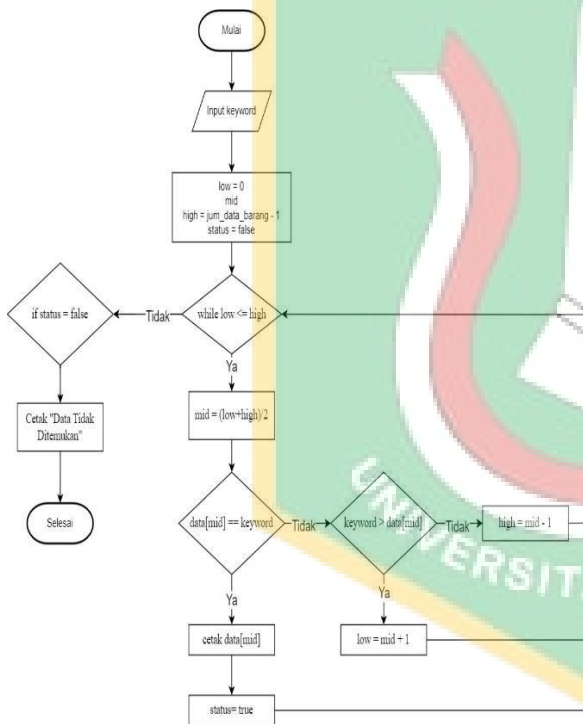 Mulai
Input keyword
low = 0
mid
high = jum_data_barang - 1
status = false
if status = false
Tidak
while low <= high
Ya
Cetak "Data Tidak
Ditemukan"
mid = (low+high)/2
Selesai
data[mid] == keyword
Tidak
keyword > data[mid]
Tidak
high = mid - 1
Ya
Ya
cetak data[mid]
low = mid + 1
status= true